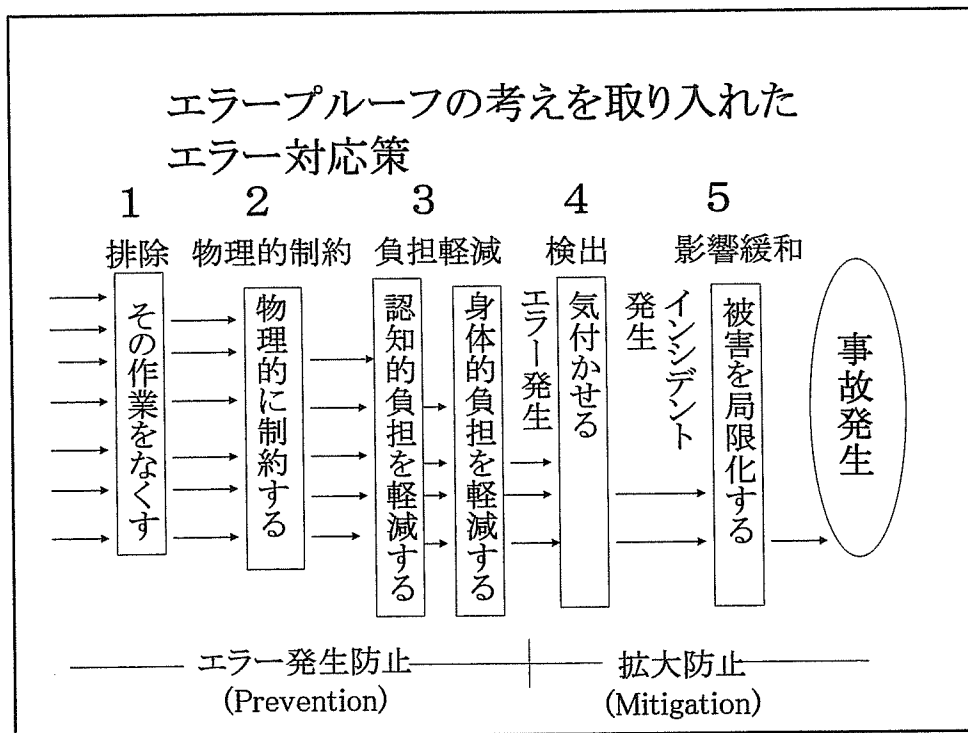 エラープルーフの考えを取り入れた
エラー対応策
1
2
3
4
5
排除
物理的制約
負担軽減
検出
影響緩和
その作業をなくす
物理的に制約する
認知的負担を軽減する
身体的負担を軽減する
エラー発生
気付かせる
インシデント
発生
被害を局限化する
事故発生
エラー発生防止
(Prevention)
拡大防止
(Mitigation)